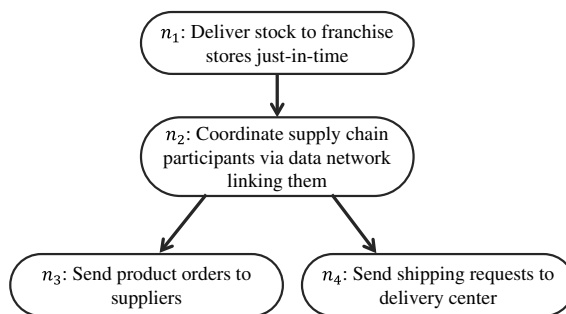 n₁: Deliver stock to franchise
stores just-in-time
n₂: Coordinate supply chain
participants via data network
linking them
n₃: Send product orders to
suppliers
n₄: Send shipping requests to
delivery center